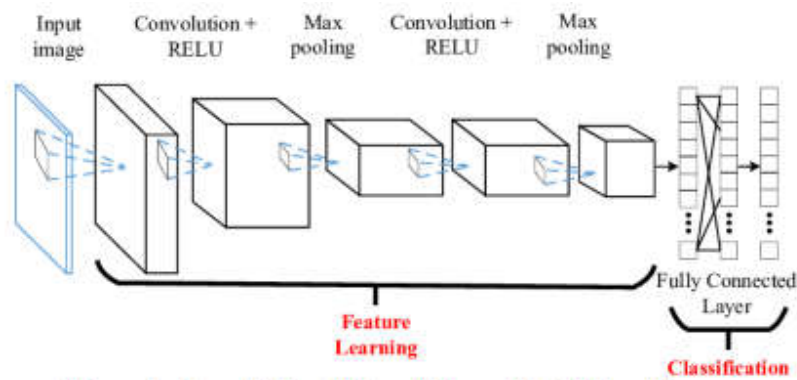 Input
image
Convolution +
RELU
Max
pooling
Convolution +
RELU
Max
pooling
Fully Connected
Layer
Feature
Learning
Classification